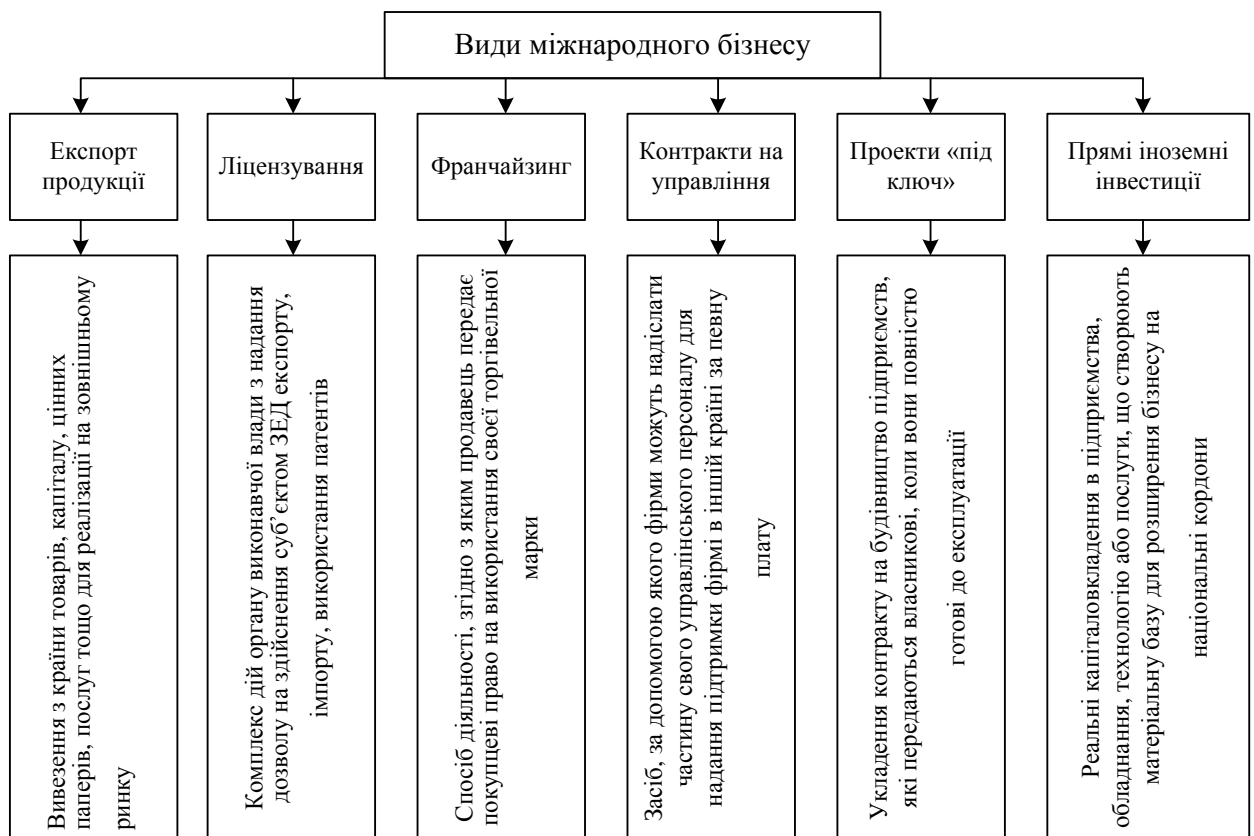 Види міжнародного бізнесу
Експорт
продукції
Ліцензування
Франчайзинг
Контракти на
управління
Проекти «під
ключ»
Прямі іноземні
інвестиції
Вивезення з країни товарів, капіталу, цінних
паперів, послуг тощо для реалізації на зовнішньому
ринку
Комплекс дій органу виконавчої влади з надання
дозволу на здійснення суб’єктом ЗЕД експорту,
імпорту, використання патентів
Спосіб діяльності, згідно з яким продавець передає
покупцеві право на використання своєї торгівельної
марки
Засіб, за допомогою якого фірми можуть надіслати
частину свого управлінського персоналу для
надання підтримки фірмі в іншій країні за певну
плату
Укладення контракту на будівництво підприємств,
які передаються власникові, коли вони повністю
готові до експлуатації
Реальні капіталовкладення в підприємства,
обладнання, технологію або послуги, що створюють
матеріальну базу для розширення бізнесу на
національні кордони